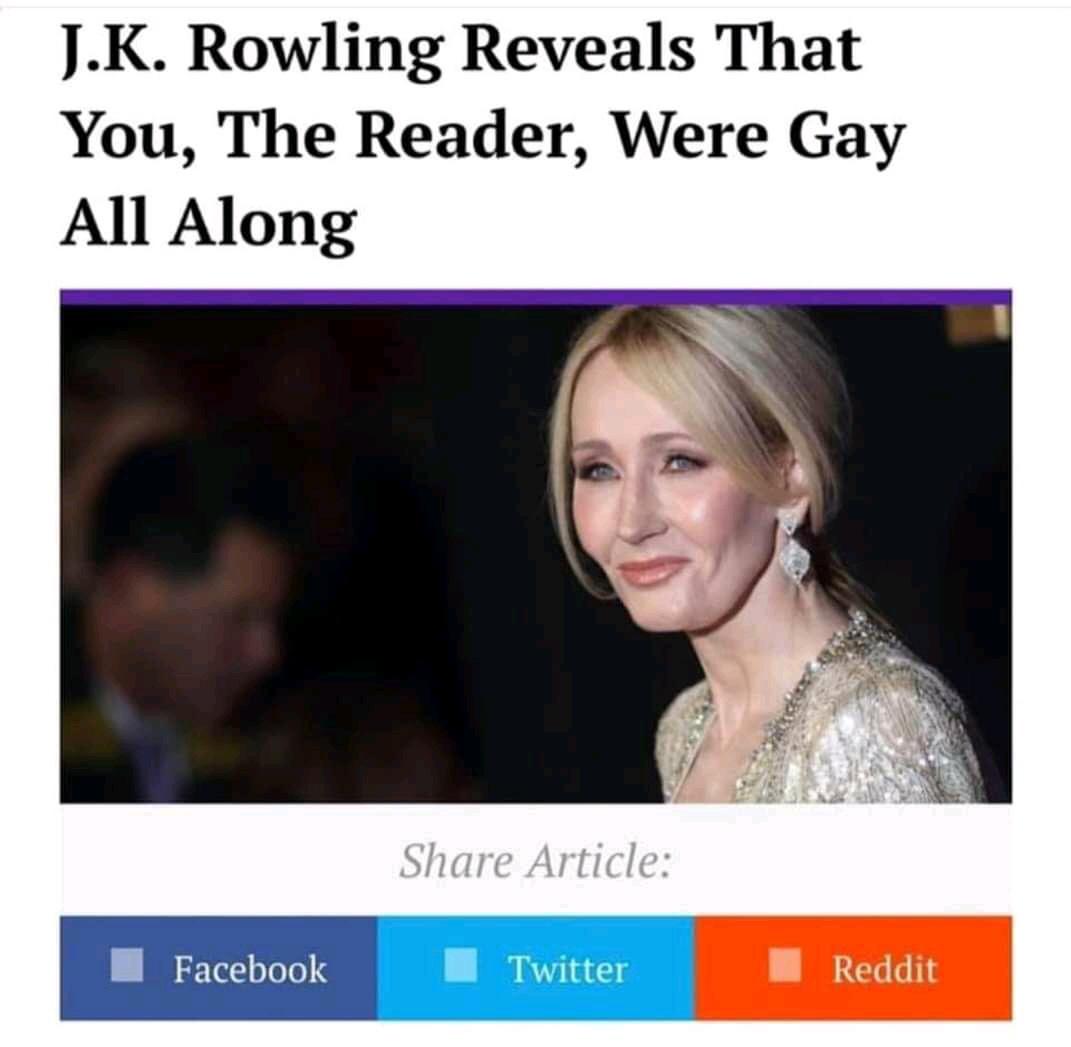 J.K. Rowling Reveals That
You, The Reader, Were Gay
All Along
Share Article:
Facebook
Twitter
Reddit